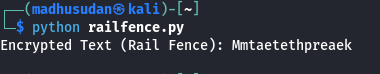 ┌──(madhusudan㉿kali)-[~]
└─$ python railfence.py
Encrypted Text (Rail Fence): Mmtaetethpreaek